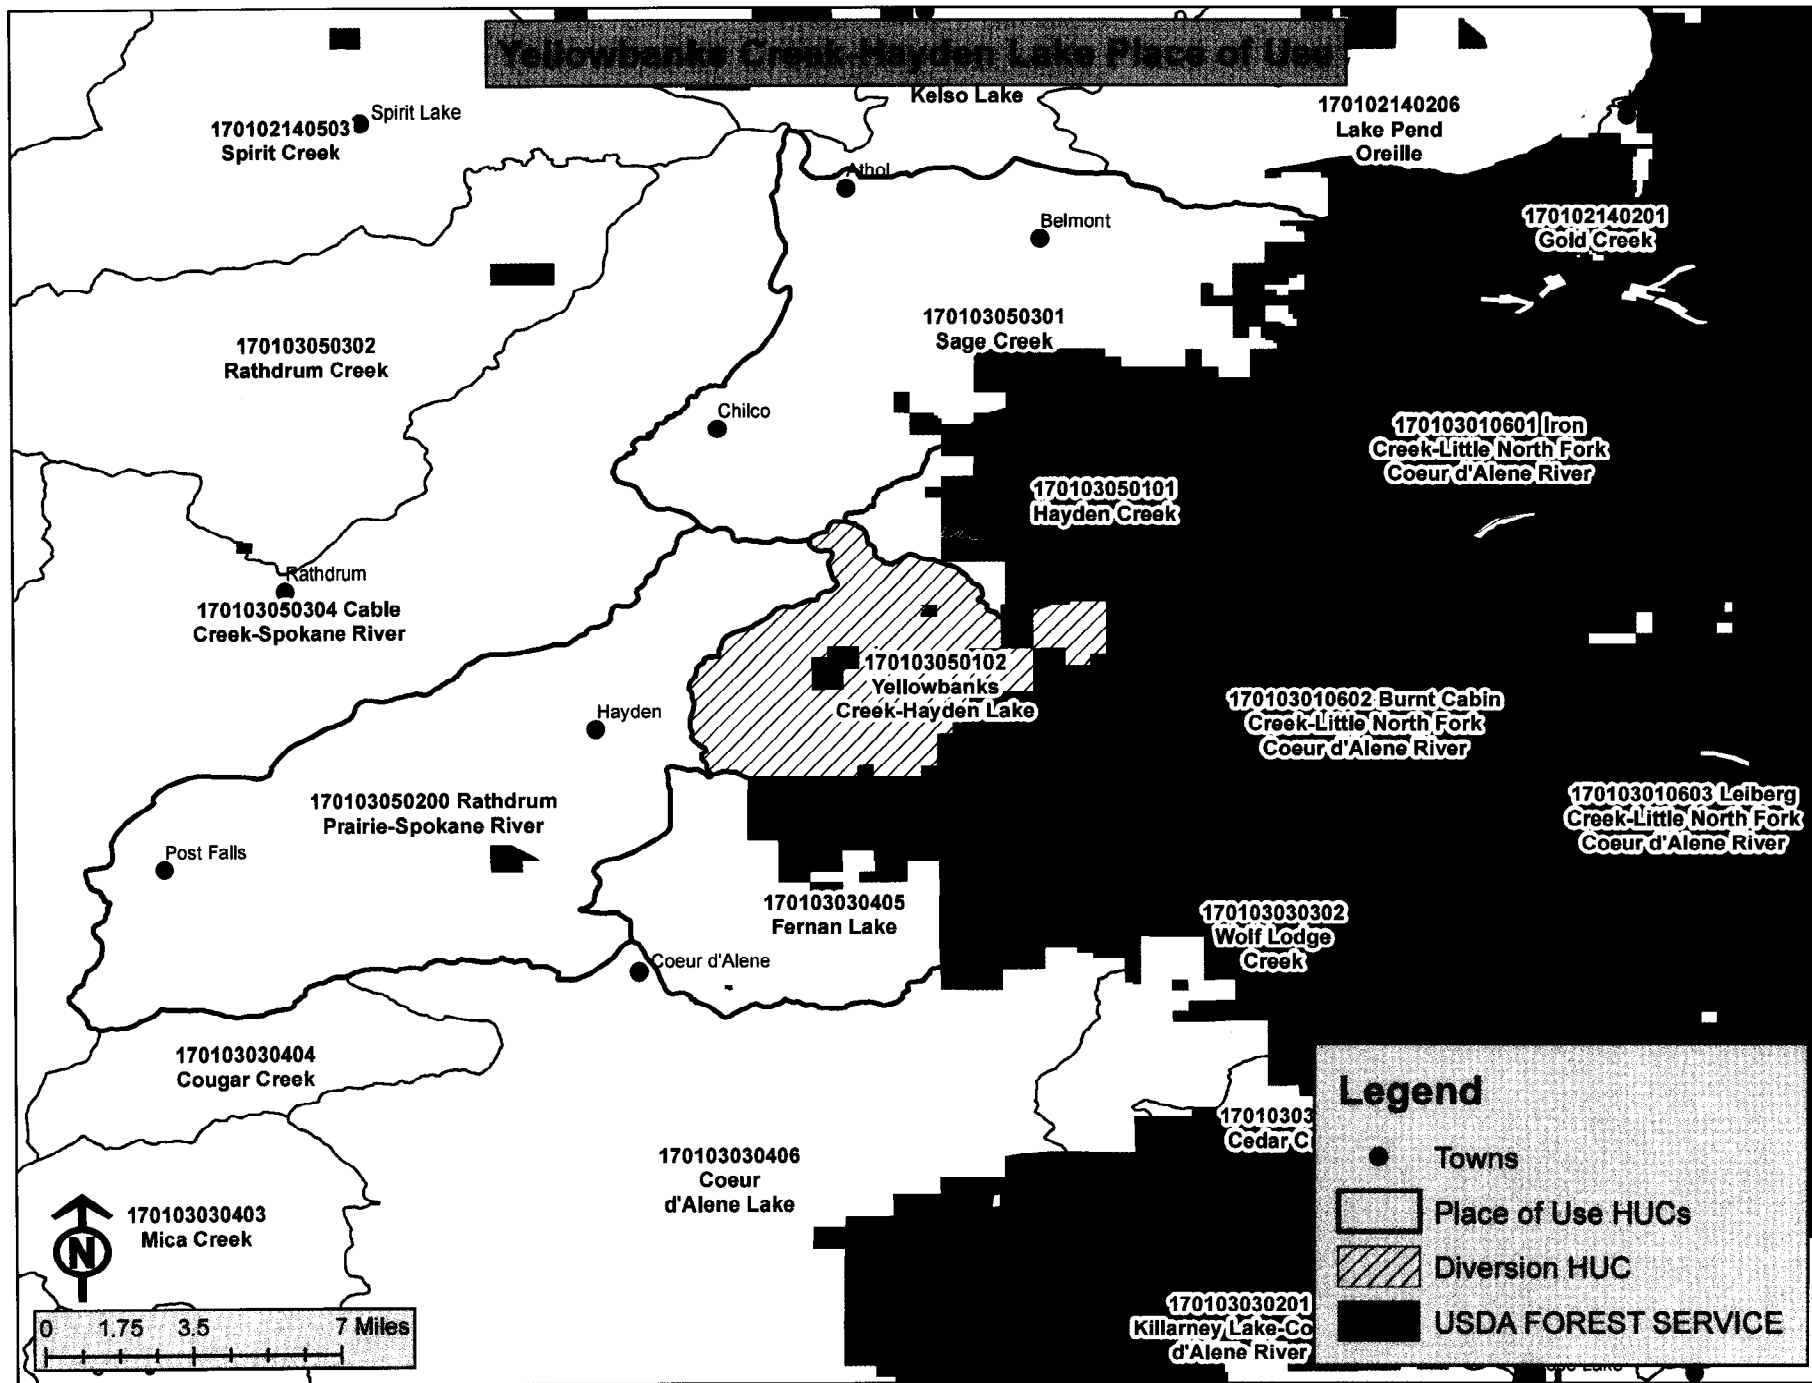 Yellowbanks Creek-Hayden Lake Place of Use
Kelso Lake
170102140206
Lake Pend
Oreille
Spirit Lake
170102140503
Spirit Creek
Athol
Belmont
170102140201
Gold Creek
170103050301
Sage Creek
170103050302
Rathdrum Creek
Chilco
170103010601 Iron
Creek-Little North Fork
Coeur d'Alene River
170103050101
Hayden Creek
Rathdrum
170103050304 Cable
Creek-Spokane River
170103050102
Yellowbanks
Creek-Hayden Lake
Hayden
170103010602 Burnt Cabin
Creek-Little North Fork
Coeur d'Alene River
170103050200 Rathdrum
Prairie-Spokane River
170103010603 Leiberg
Creek-Little North Fork
Coeur d'Alene River
Post Falls
170103030405
Fernan Lake
170103030302
Wolf Lodge
Creek
Coeur d'Alene
170103030404
Cougar Creek
17010303
Cedar C
170103030406
Coeur
d'Alene Lake
170103030403
Mica Creek
N
170103030201
Killarney Lake-Co
d'Alene River
0 1.75 3.5 7 Miles
Legend
Towns
Place of Use HUCs
Diversion HUC
USDA FOREST SERVICE